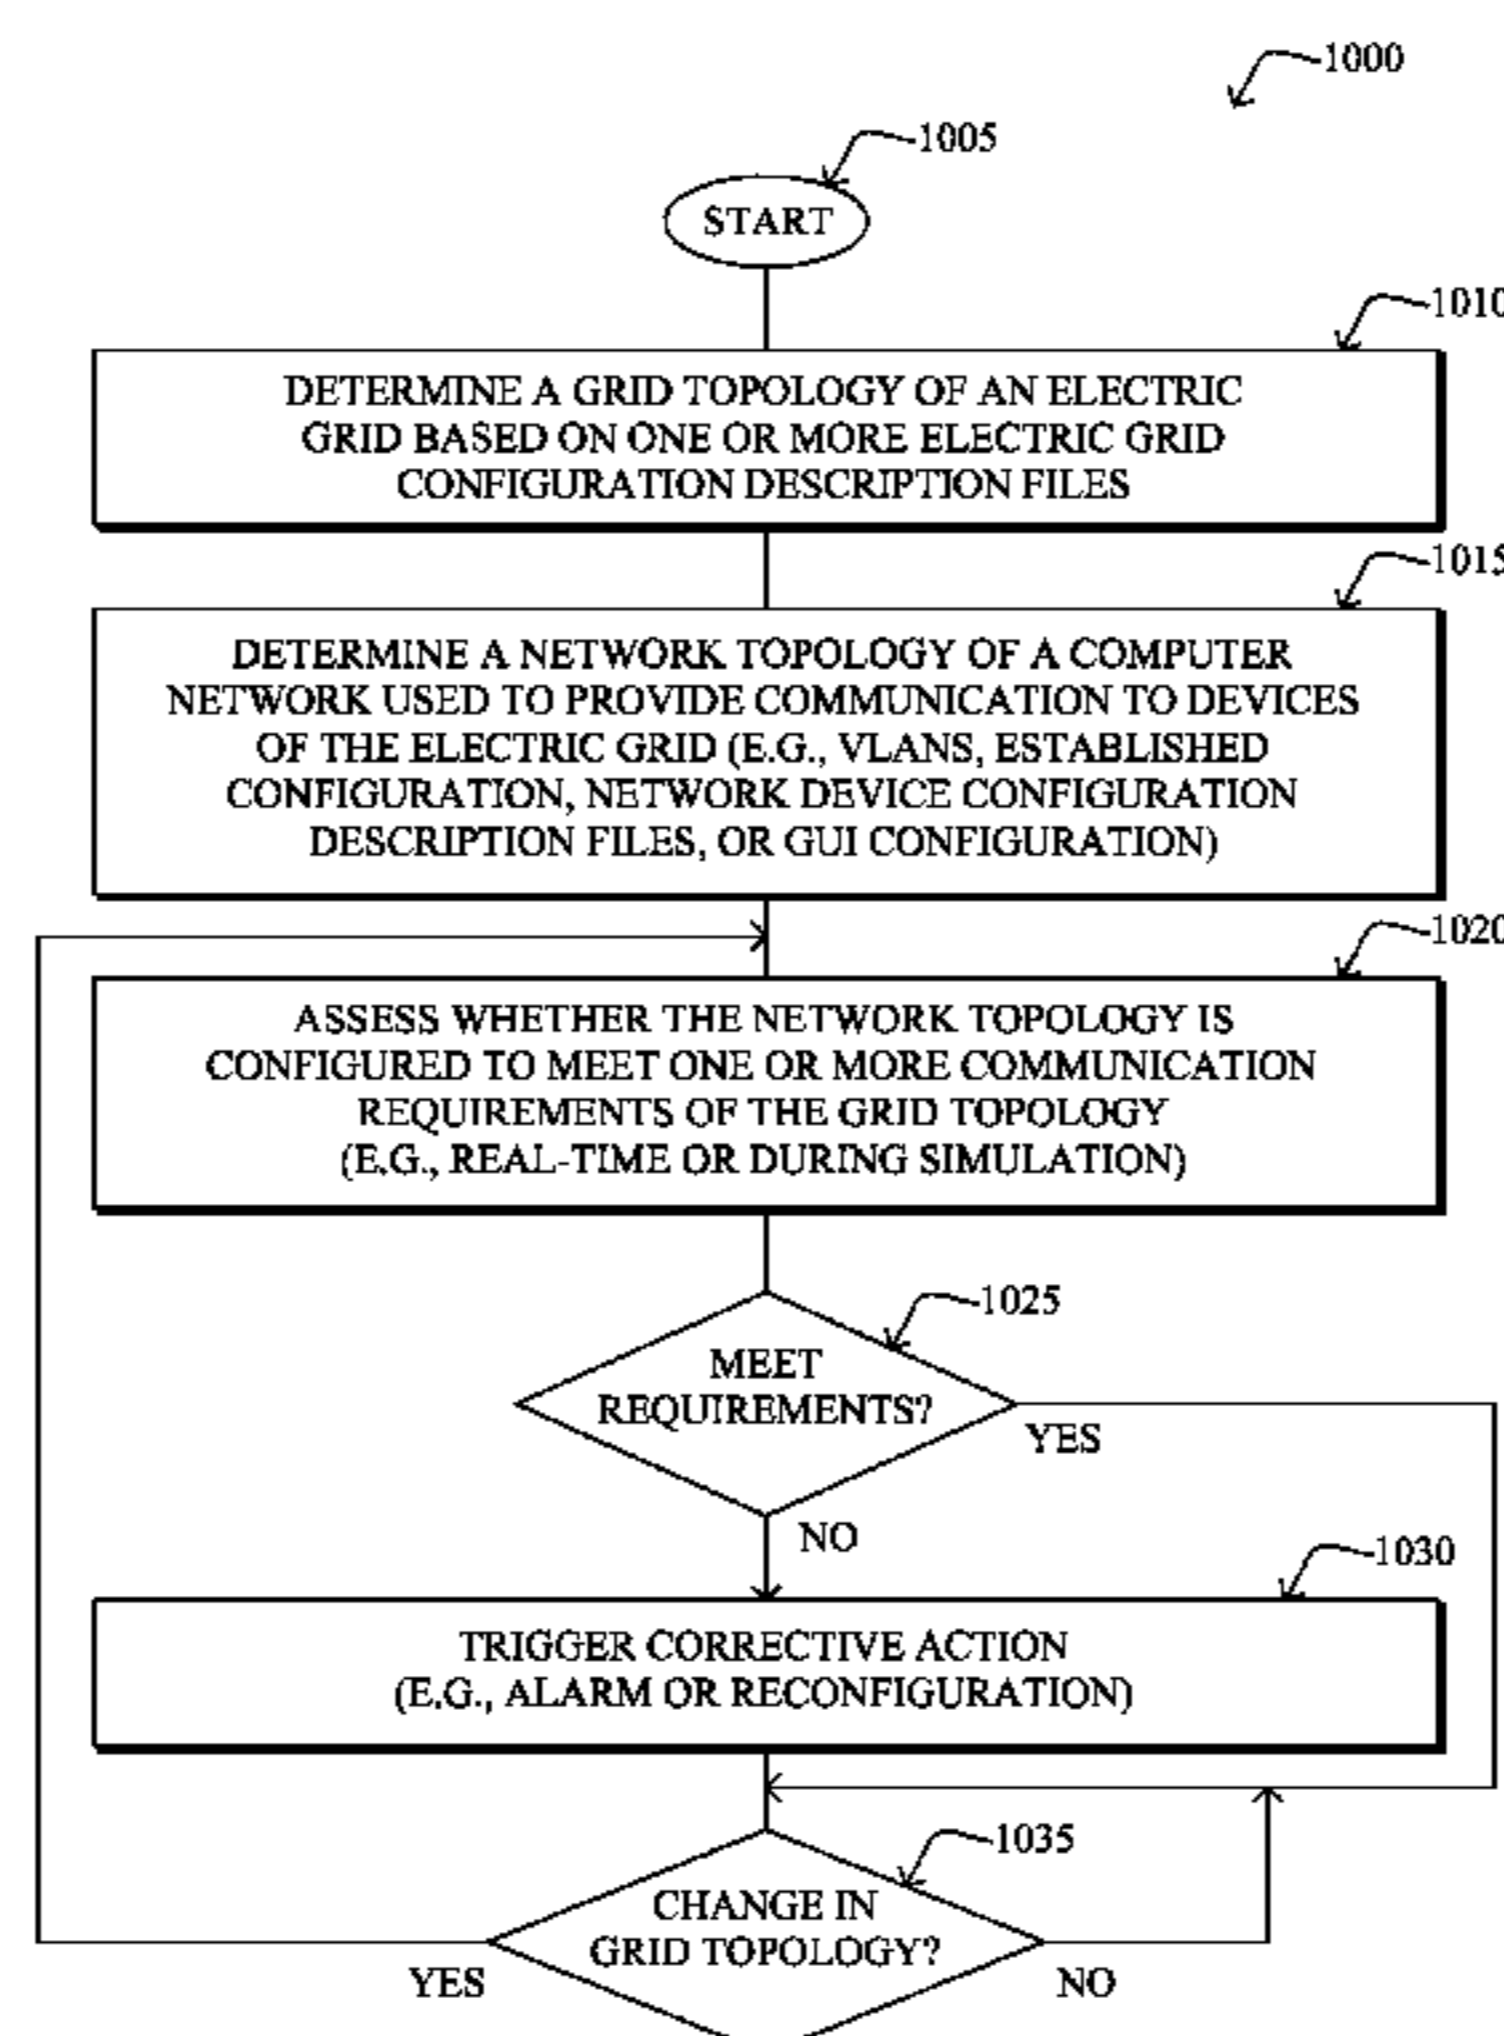 1000
1005
START
1010
DETERMINE A GRID TOPOLOGY OF AN ELECTRIC
GRID BASED ON ONE OR MORE ELECTRIC GRID
CONFIGURATION DESCRIPTION FILES
1015
DETERMINE A NETWORK TOPOLOGY OF A COMPUTER
NETWORK USED TO PROVIDE COMMUNICATION TO DEVICES
OF THE ELECTRIC GRID (E.G., VLANS, ESTABLISHED
CONFIGURATION, NETWORK DEVICE CONFIGURATION
DESCRIPTION FILES, OR GUI CONFIGURATION)
1020
ASSESS WHETHER THE NETWORK TOPOLOGY IS
CONFIGURED TO MEET ONE OR MORE COMMUNICATION
REQUIREMENTS OF THE GRID TOPOLOGY
(E.G., REAL-TIME OR DURING SIMULATION)
1025
MEET
REQUIREMENTS?
YES
NO
1030
TRIGGER CORRECTIVE ACTION
(E.G., ALARM OR RECONFIGURATION)
1035
CHANGE IN
GRID TOPOLOGY?
YES
NO